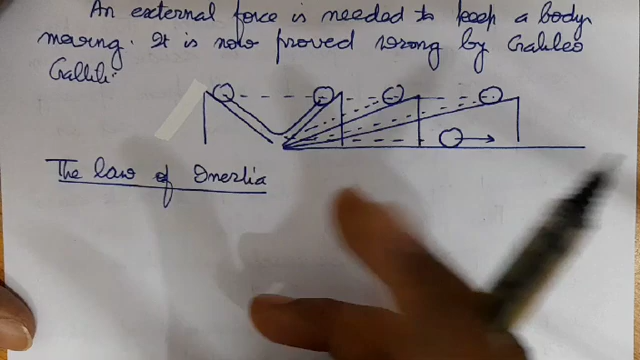 An external force is needed to keep a body
moving. It is now proved wrong by Galileo
Gallili.
The law of Inertia